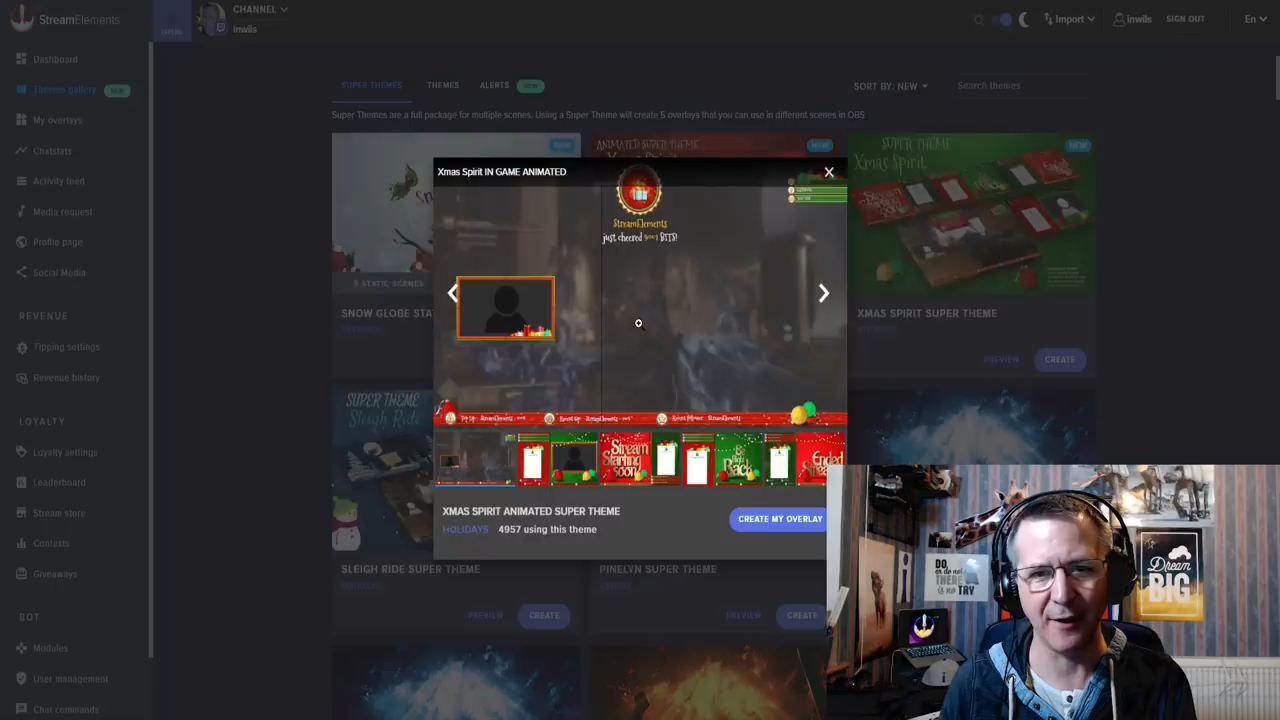 StreamElements
CHANNEL
inwils
Import
inwils
SIGN OUT
En
Dashboard
Themes gallery
NEW
My overlays
Chatstats
Activity feed
Media request
Profile page
Social Media
REVENUE
Tipping settings
Revenue history
LOYALTY
Loyalty settings
Leaderboard
Stream store
Contests
Giveaways
BOT
Modules
User management
Chat commands
SUPER THEMES
THEMES
ALERTS
NEW
SORT BY: NEW
Search themes
Super Themes are a full package for multiple scenes. Using a Super Theme will create 5 overlays that you can use in different scenes in OBS.
NEW
ANIMATED SUPER THEME
NEW
SUPER THEME
Xmas Spirit
NEW
5 STATIC SCENES
SNOW GLOBE STA
XMAS SPIRIT SUPER THEME
PREVIEW
CREATE
Xmas Spirit IN GAME ANIMATED
StreamElements
just cheered BITS!
Stream
Starting
Soon
Be
Right
Back
Ended
XMAS SPIRIT ANIMATED SUPER THEME
HOLIDAYS
4957 using this theme
CREATE MY OVERLAY
SUPER THEME
Sleigh Ride
SLEIGH RIDE SUPER THEME
PREVIEW
CREATE
PINELYN SUPER THEME
PREVIEW
CREATE
DO,
or do not
THERE
is no TRY
Dream
BIG